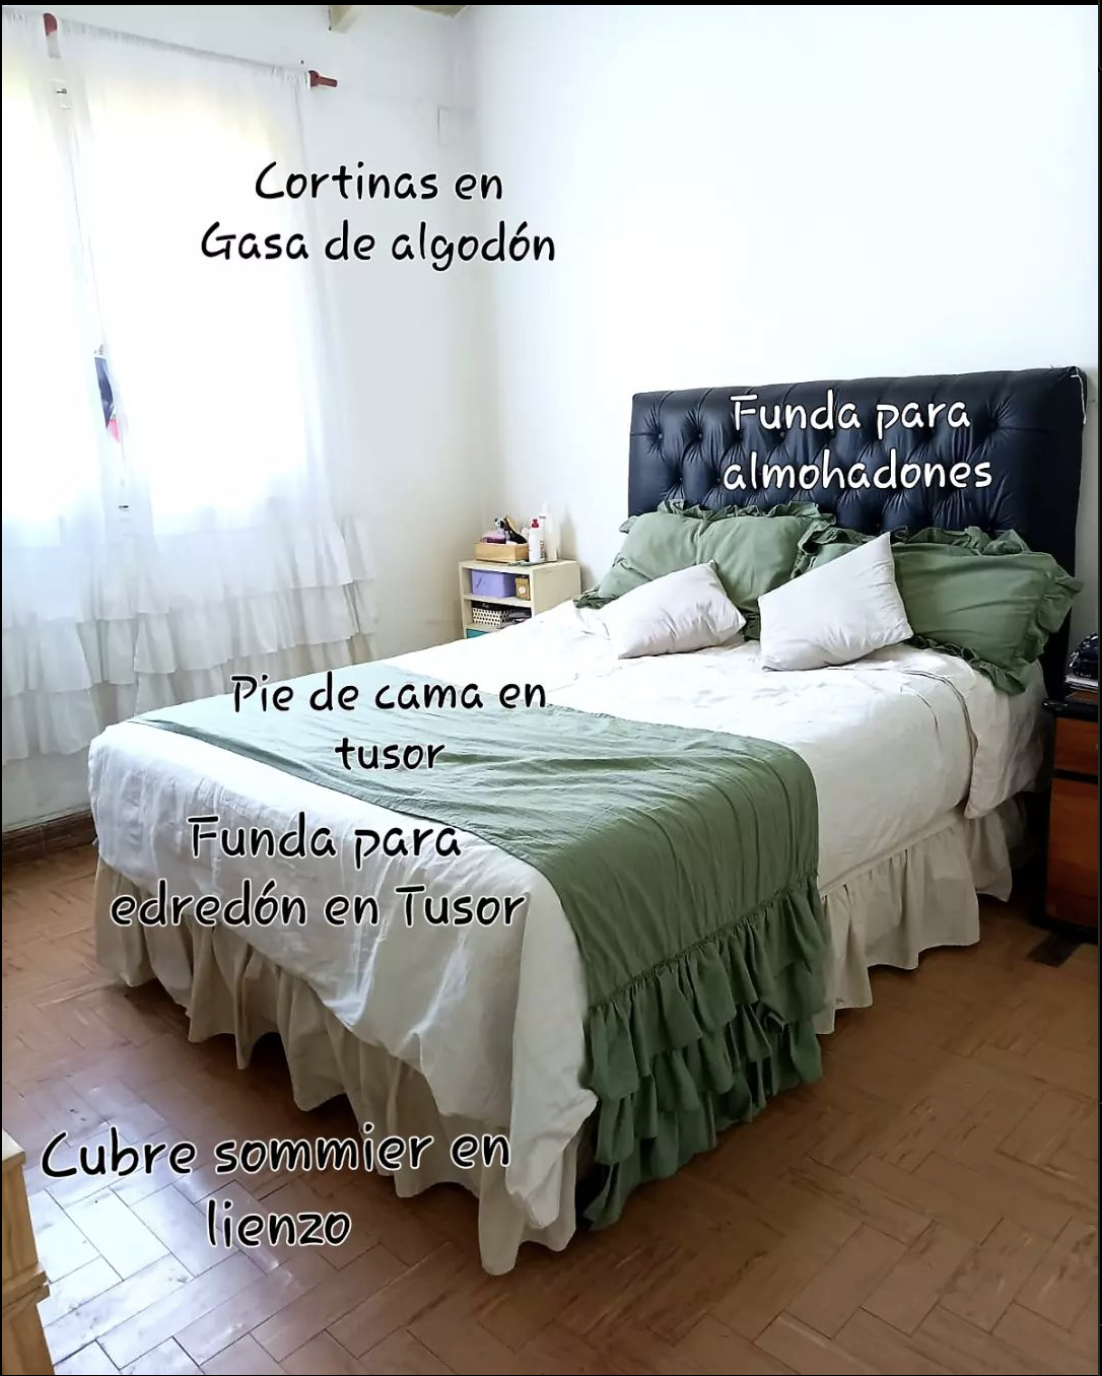 Cortinas en
Gasa de algodón
Funda para
almohadones
Pie de cama en
tusor
Funda para
edredón en Tusor
Cubre sommier en
lienzo